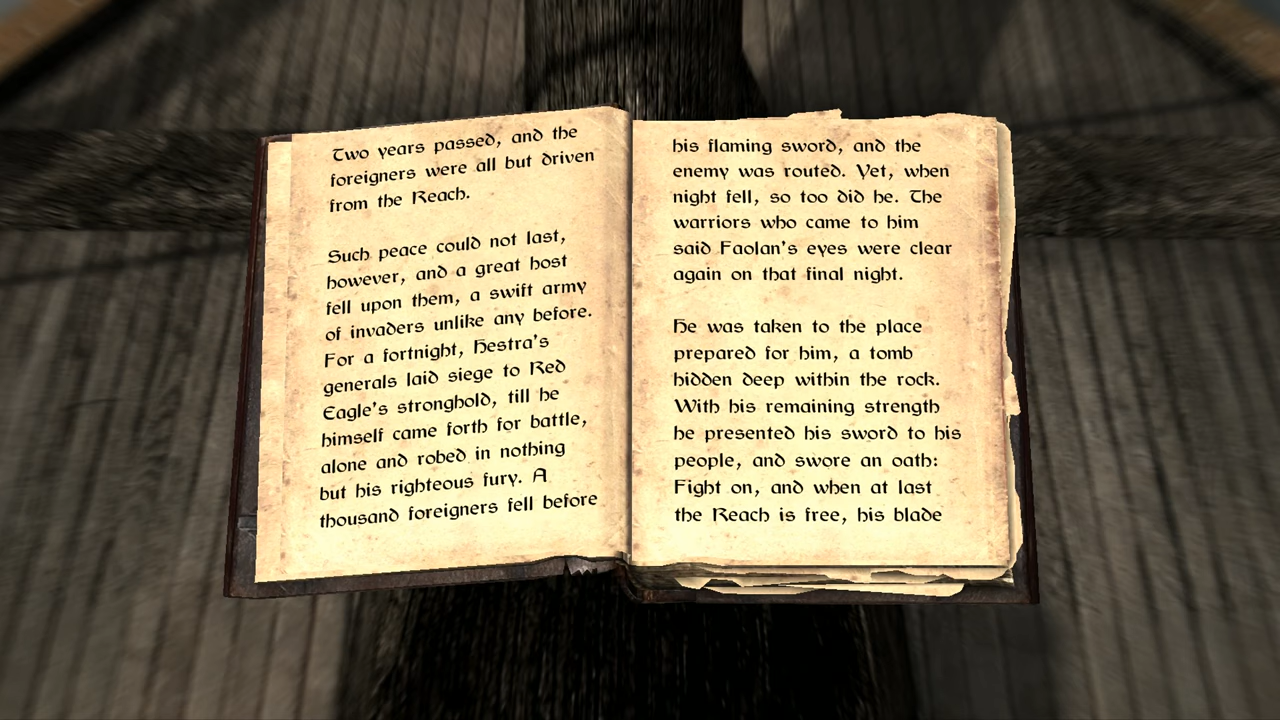 Two years passed, and the
foreigners were all but driven
from the Reach.
Such peace could not last,
however, and a great host
fell upon them, a swift army
of invaders unlike any before.
For a fortnight, Hestra's
generals laid siege to Red
Eagle's stronghold, till he
himself came forth for battle,
alone and robed in nothing
but his righteous fury. A
thousand foreigners fell before
his flaming sword, and the
enemy was routed. Yet, when
night fell, so too did he. The
warriors who came to him
said Faolan's eyes were clear
again on that final night.
He was taken to the place
prepared for him, a tomb
hidden deep within the rock.
With his remaining strength
he presented his sword to his
people, and swore an oath:
Fight on, and when at last
the Reach is free, his blade